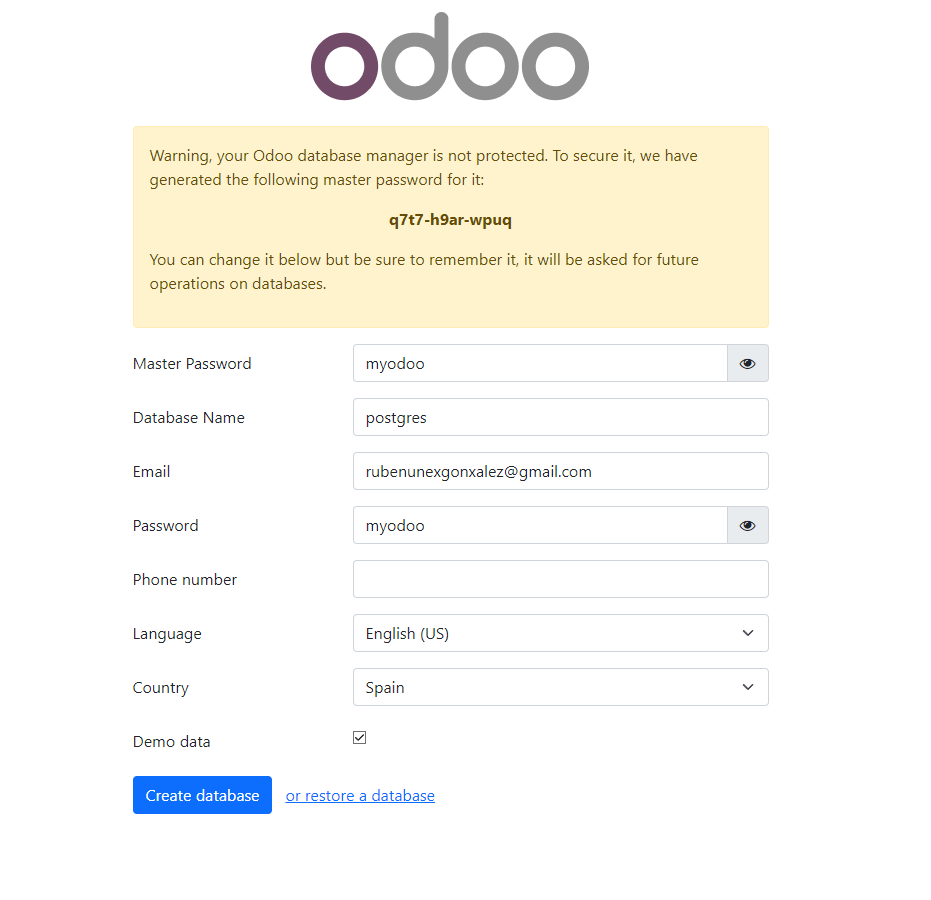 odoo
Warning, your Odoo database manager is not protected. To secure it, we have
generated the following master password for it:
q7t7-h9ar-wpuq
You can change it below but be sure to remember it, it will be asked for future
operations on databases.
Master Password myodoo
Database Name postgres
Email rubenunexgonxalez@gmail.com
Password myodoo
Phone number
Language English (US)
Country Spain
Demo data
Create database or restore a database